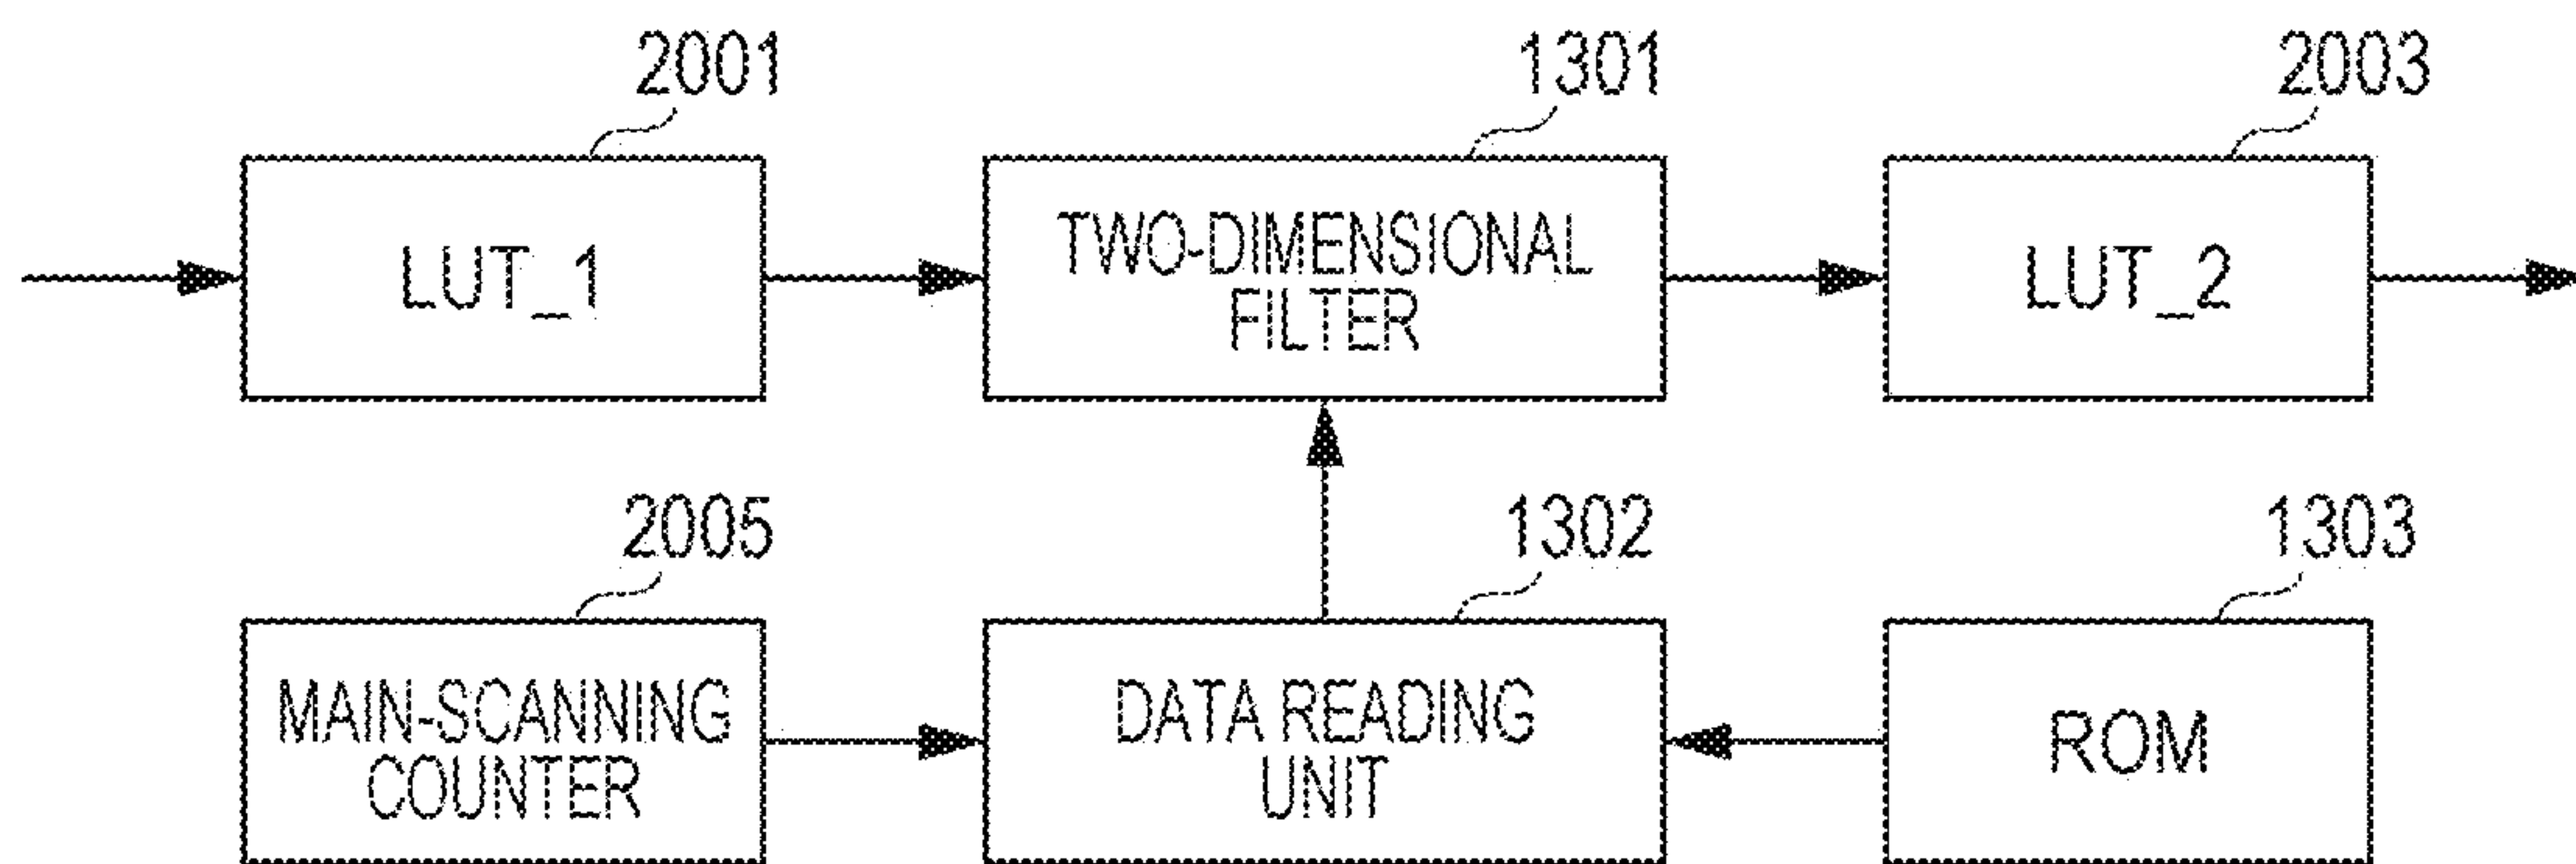 2001
1301
2003
LUT_1
TWO-DIMENSIONAL
FILTER
LUT_2
2005
1302
1303
MAIN-SCANNING
COUNTER
DATA READING
UNIT
ROM